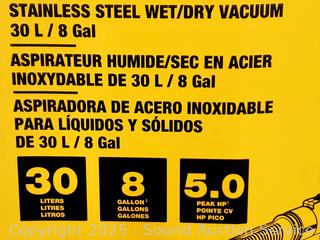 STAINLESS STEEL WET/DRY VACUUM
30 L / 8 Gal
ASPIRATEUR HUMIDE/SEC EN ACIER
INOXYDABLE DE 30 L / 8 Gal
ASPIRADORA DE ACERO INOXIDABLE
PARA LÍQUIDOS Y SÓLIDOS
DE 30 L / 8 Gal
30
LITERS
LITRES
LITROS
8
GALLONS¹
GALLONS
GALONES
5.0
PEAK HP²
POINTE CV
HP PICO
Copyright 2025 - Sound Auction Service